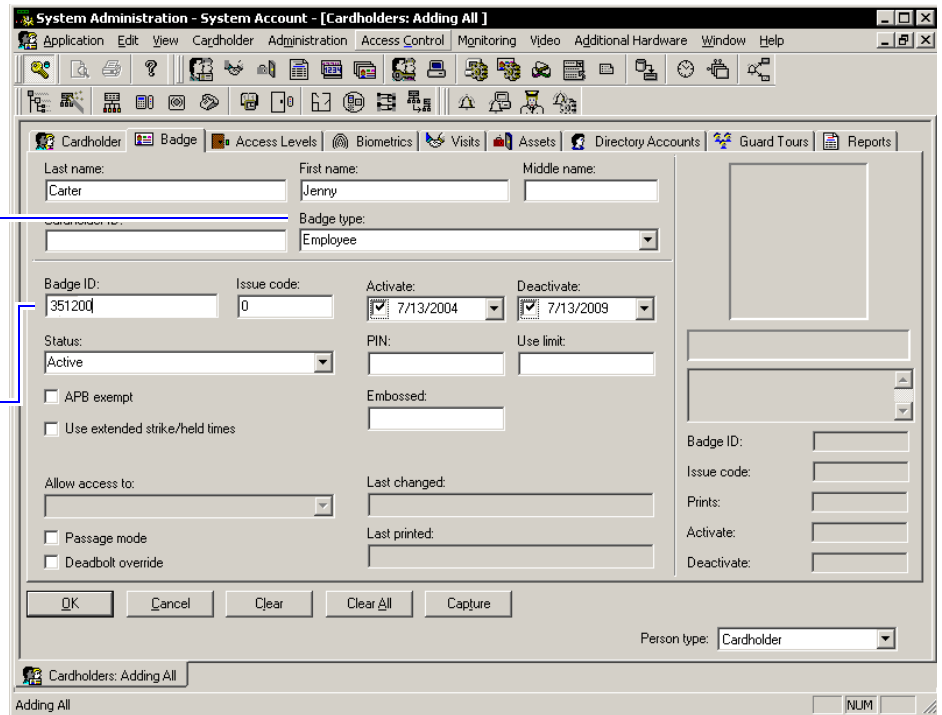 System Administration - System Account - [Cardholders: Adding All ]
Application Edit View Cardholder Administration Access Control Monitoring Video Additional Hardware Window Help
Cardholder Badge Access Levels Biometrics Visits Assets Directory Accounts Guard Tours Reports
Last name: First name: Middle name:
Carter Jenny
Cardholder ID: Badge type:
Employee
Badge ID: Issue code: Activate: Deactivate:
351200 0 7/13/2004 7/13/2009
Status: PIN: Use limit:
Active
APB exempt Embossed:
Use extended strike/held times
Badge ID:
Issue code:
Allow access to: Last changed:
Prints:
Passage mode Last printed: Activate:
Deadbolt override Deactivate:
OK Cancel Clear Clear All Capture
Person type: Cardholder
Cardholders: Adding All
Adding All NUM